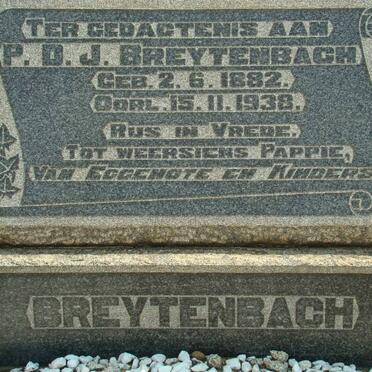 TER GEDACTENIS AAN
P. D. J. BREYTENBACH
GEB. 2. 6. 1882.
OORL. 15. 11. 1938.
RUS IN VREDE.
TOT WEERSIENS PAPPIE,
VAN EGGENOTE EN KINDERS
BREYTENBACH